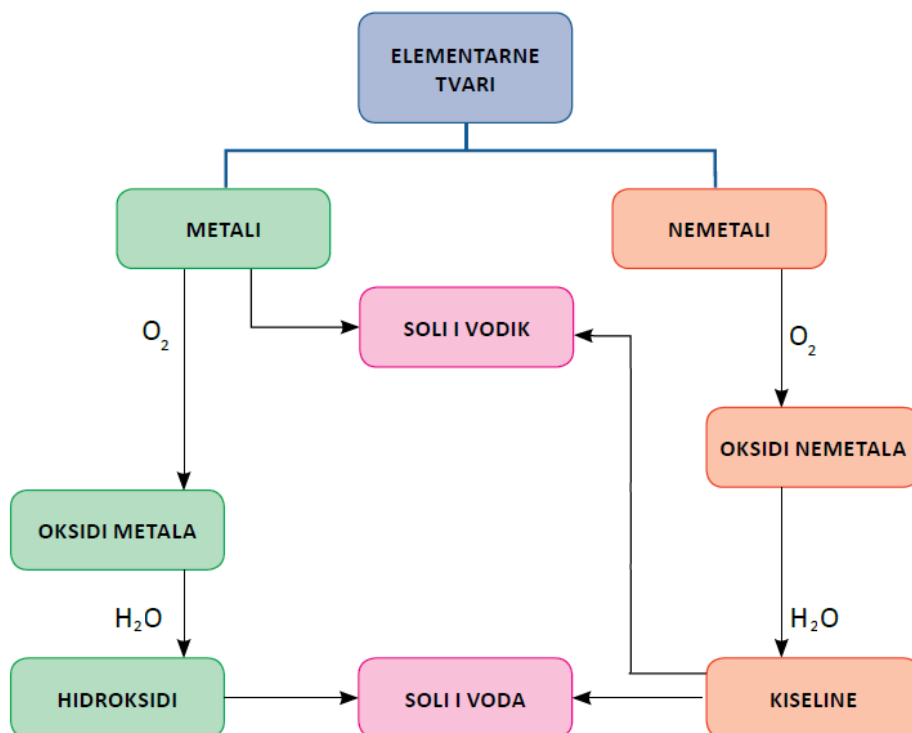 ELEMENTARNE
TVARI
METALI
NEMETALI
SOLI I VODIK
O₂
O₂
OKSIDI NEMETALA
OKSIDI METALA
H₂O
H₂O
HIDROKSIDI
SOLI I VODA
KISELINE